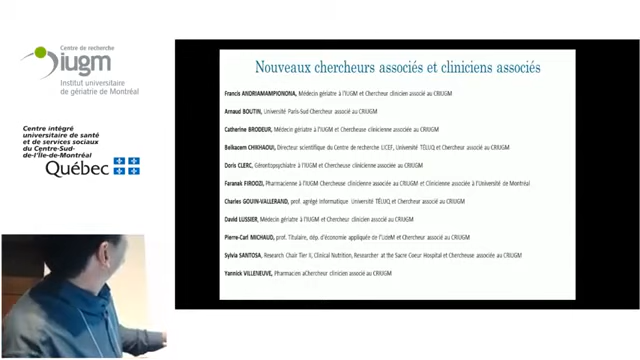 Centre de recherche
iugm
Institut universitaire
de gériatrie de Montréal
Centre intégré
universitaire de santé
et de services sociaux
du Centre-Sud-
de-l'Île-de-Montréal
Québec
Nouveaux chercheurs associés et cliniciens associés
Francis ANDRIAMAMPIONONA, Médecin gériatre à l'IUGM et Chercheur clinicien associé au CRIUGM
Arnaud BOUTIN, Université Paris-Sud Chercheur associé au CRIUGM
Catherine BRODEUR, Médecin gériatre à l'IUGM et Chercheuse clinicienne associée au CRIUGM
Belkacem CHIKHAOUI, Directeur scientifique du Centre de recherche LICEF, Université TÉLUQ et Chercheur associé au CRIUGM
Doris CLERC, Gérontopsychiatre à l'IUGM et Chercheuse clinicienne associée au CRIUGM
Faranak FIROOZI, Pharmacienne à l'IUGM Chercheuse clinicienne associée au CRIUGM et Clinicienne associée à l'Université de Montréal
Charles GOUIN-VALLERAND, prof. agrégé informatique Université TÉLUQ et Chercheur associé au CRIUGM
David LUSSIER, Médecin gériatre à l'IUGM et Chercheur clinicien associé au CRIUGM
Pierre-Carl MICHAUD, prof. Titulaire, dép. d'économie appliquée de l'UdeM et Chercheur associé au CRIUGM
Sylvia SANTOSA, Research Chair Tier II, Clinical Nutrition, Researcher at the Sacre Coeur Hospital et Chercheuse associée au CRIUGM
Yannick VILLENEUVE, Pharmacien aChercheur clinicien associé au CRIUGM